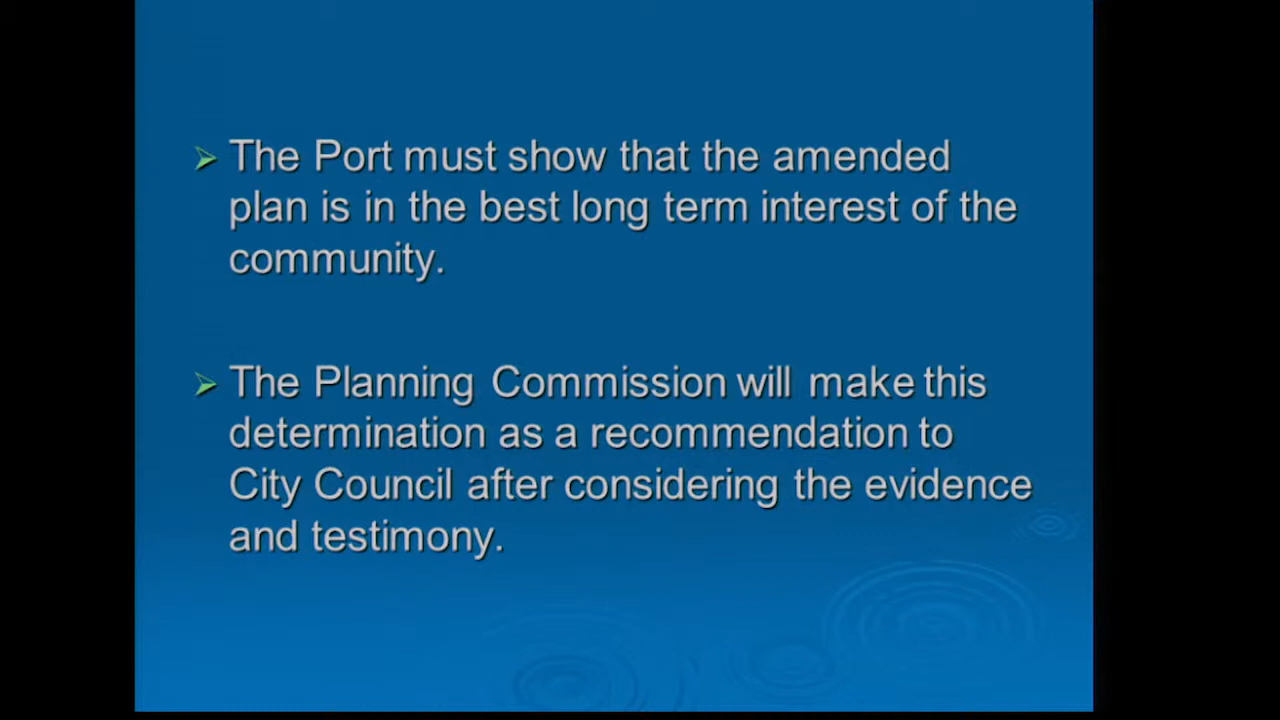 The Port must show that the amended
plan is in the best long term interest of the
community.
The Planning Commission will make this
determination as a recommendation to
City Council after considering the evidence
and testimony.